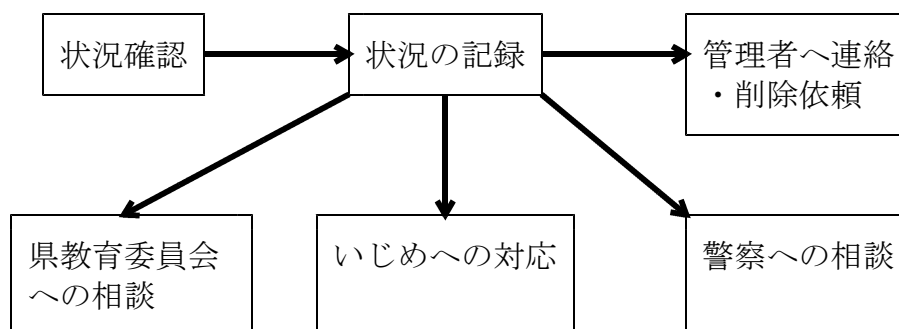 状況確認
状況の記録
管理者へ連絡
・削除依頼
県教育委員会
への相談
いじめへの対応
警察への相談